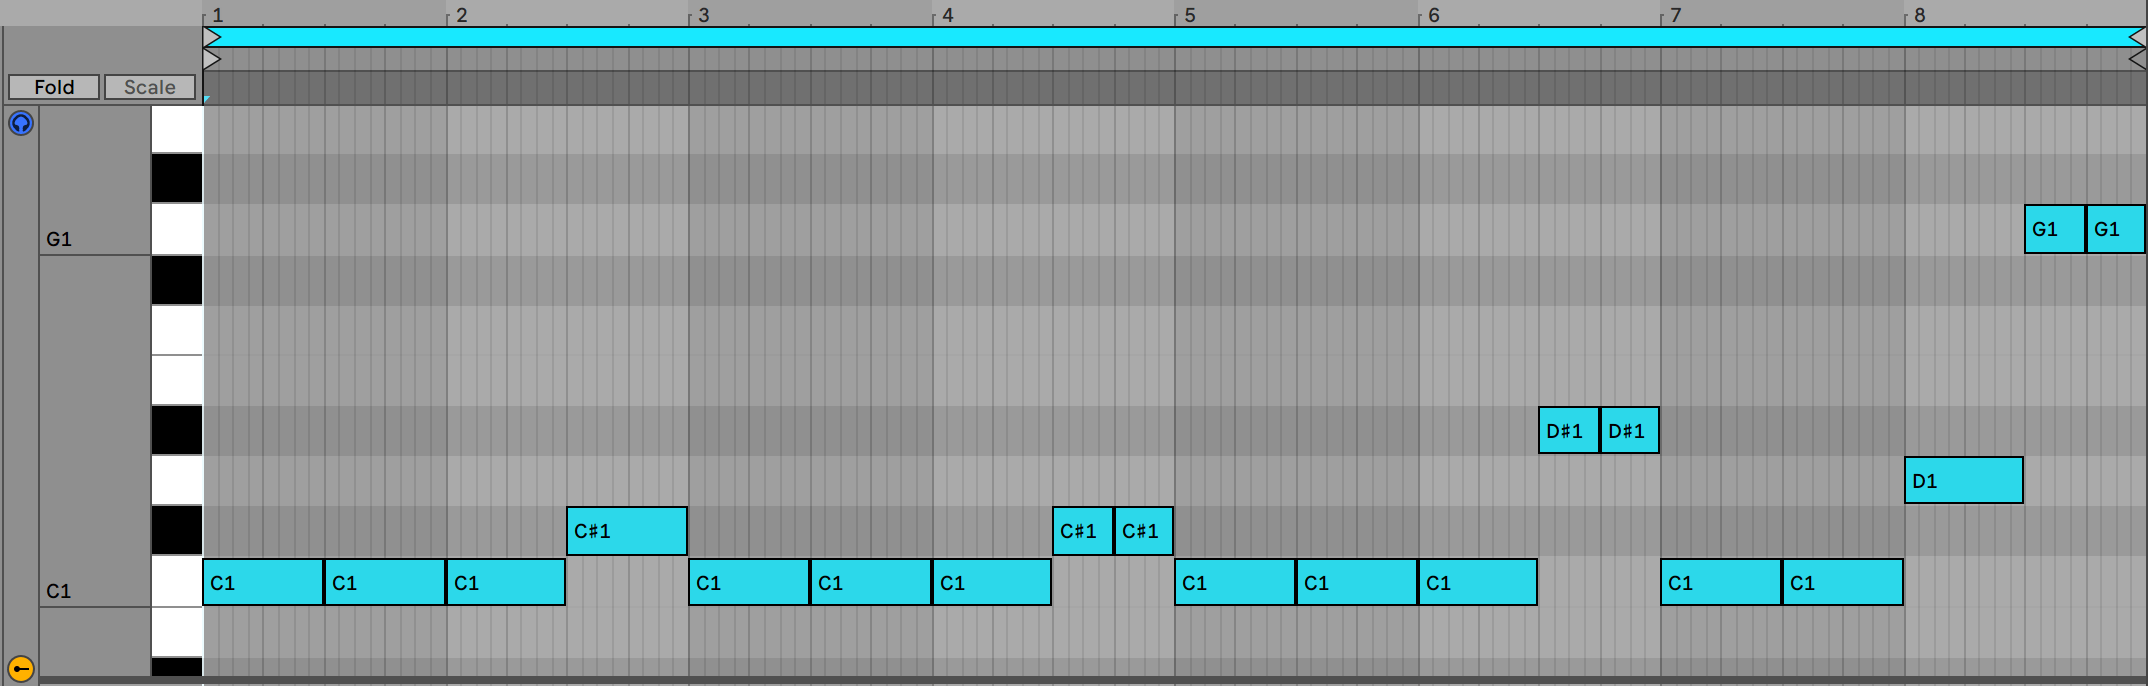 1 2 3 4 5 6 7 8
Fold Scale
G1 G1 G1
D♯1 D♯1
D1
C♯1 C♯1 C♯1
C1 C1 C1 C1 C1 C1 C1 C1 C1 C1 C1 C1